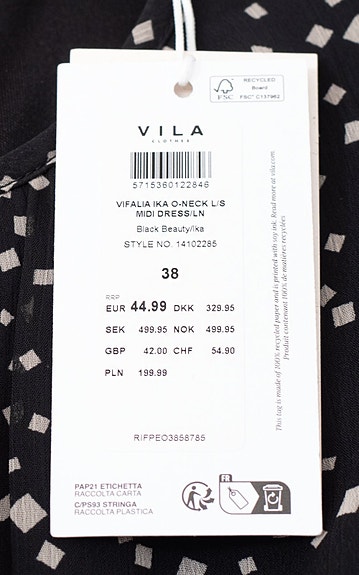 RECYCLED
Board
FSC
FSC® C137962
VILA
CLOTHES
5715360122846
VIFALIA IKA O-NECK L/S
MIDI DRESS/LN
Black Beauty/Ika
STYLE NO. 14102285
38
RRP
EUR 44.99 DKK 329.95
SEK 499.95 NOK 499.95
GBP 42.00 CHF 54.90
PLN 199.99
RIFPEO3858785
PAP21 ETICHETTA
RACCOLTA CARTA
C/PS93 STRINGA
RACCOLTA PLASTICA
FR
This tag is made of 100% recycled paper and is printed with soy ink. Read more at vila.com
Produit contenant 100% de matières recyclées